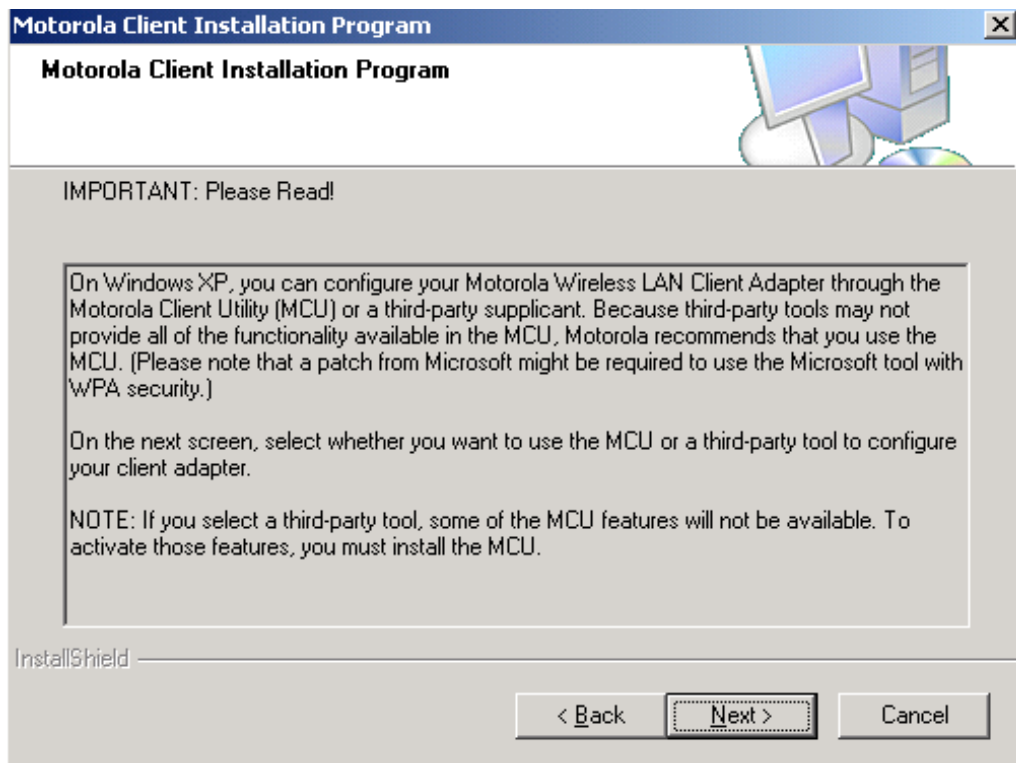 Motorola Client Installation Program
Motorola Client Installation Program
IMPORTANT: Please Read!
On Windows XP, you can configure your Motorola Wireless LAN Client Adapter through the
Motorola Client Utility (MCU) or a third-party supplicant. Because third-party tools may not
provide all of the functionality available in the MCU, Motorola recommends that you use the
MCU. (Please note that a patch from Microsoft might be required to use the Microsoft tool with
WPA security.)
On the next screen, select whether you want to use the MCU or a third-party tool to configure
your client adapter.
NOTE: If you select a third-party tool, some of the MCU features will not be available. To
activate those features, you must install the MCU.
InstallShield
< Back
Next >
Cancel